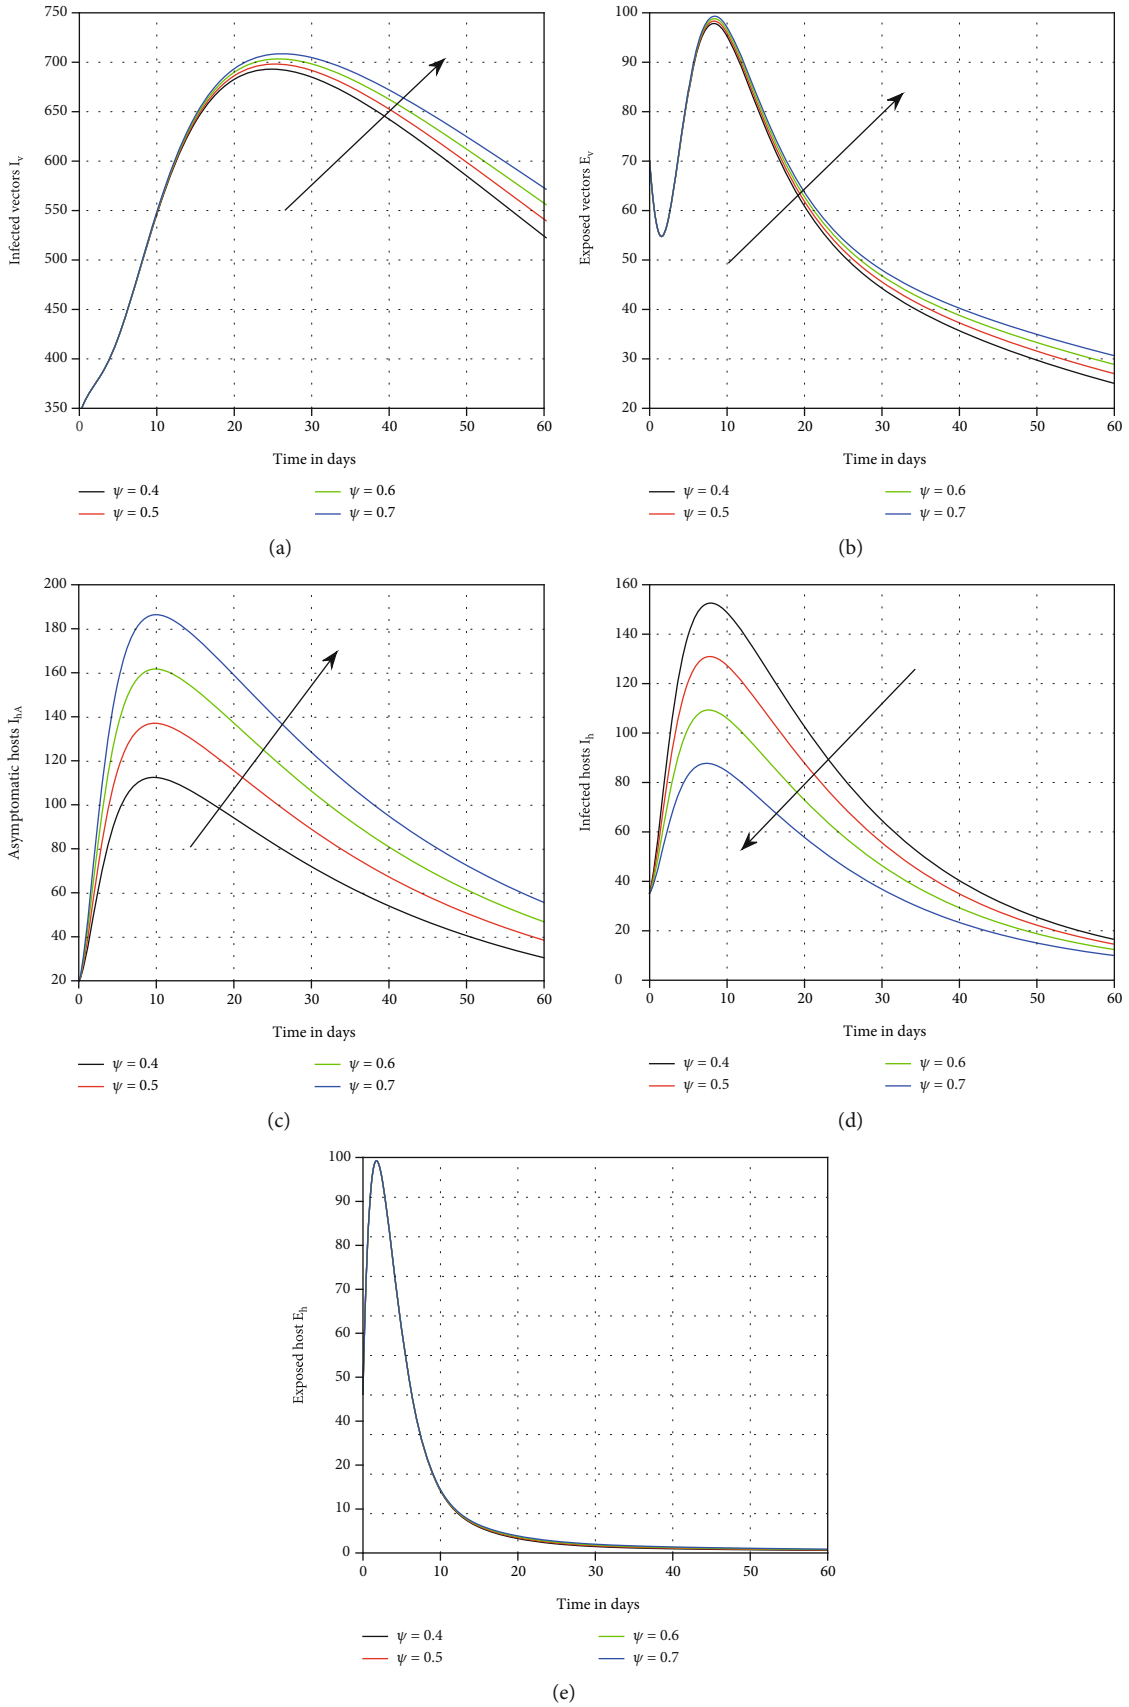 Infected vectors Iv
750
700
650
600
550
500
450
400
350
0 10 20 30 40 50 60
Time in days
ψ = 0.4
ψ = 0.5
ψ = 0.6
ψ = 0.7
(a)
Exposed vectors Ev
100
90
80
70
60
50
40
30
20
0 10 20 30 40 50 60
Time in days
ψ = 0.4
ψ = 0.5
ψ = 0.6
ψ = 0.7
(b)
Asymptomatic hosts IhA
200
180
160
140
120
100
80
60
40
20
0 10 20 30 40 50 60
Time in days
ψ = 0.4
ψ = 0.5
ψ = 0.6
ψ = 0.7
(c)
Infected hosts Ih
160
140
120
100
80
60
40
20
0
0 10 20 30 40 50 60
Time in days
ψ = 0.4
ψ = 0.5
ψ = 0.6
ψ = 0.7
(d)
Exposed host Eh
100
90
80
70
60
50
40
20
10
0
0 10 20 30 40 50 60
Time in days
ψ = 0.4
ψ = 0.5
ψ = 0.6
ψ = 0.7
(e)